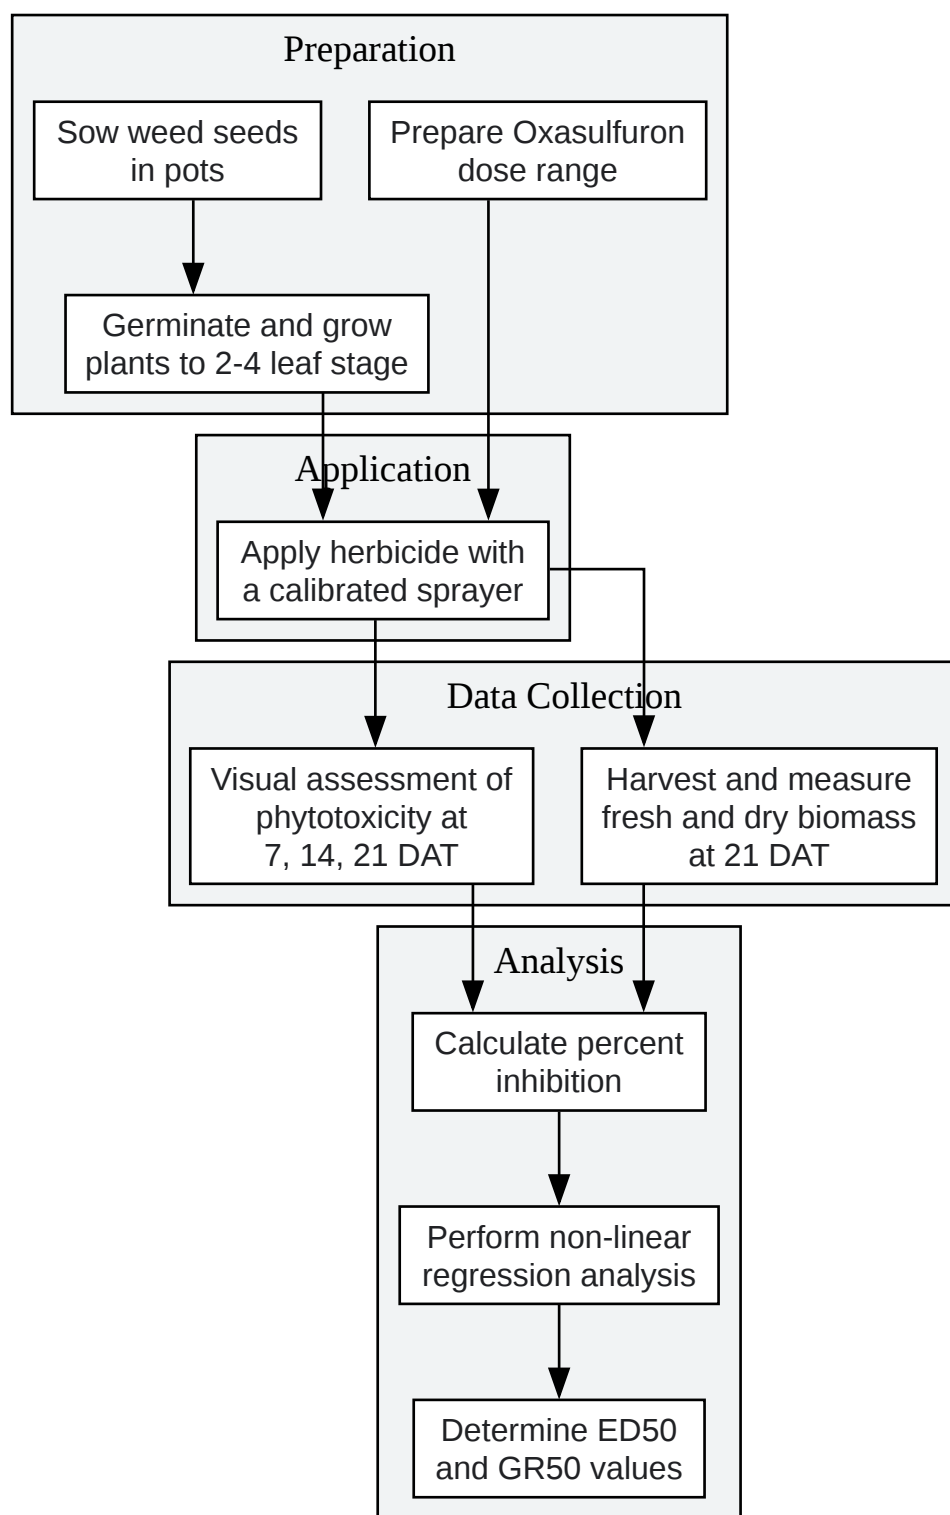 Preparation
Sow weed seeds
in pots
Prepare Oxasulfuron
dose range
Germinate and grow
plants to 2-4 leaf stage
Application
Apply herbicide with
a calibrated sprayer
Data Collection
Visual assessment of
phytotoxicity at
7, 14, 21 DAT
Harvest and measure
fresh and dry biomass
at 21 DAT
Analysis
Calculate percent
inhibition
Perform non-linear
regression analysis
Determine ED50
and GR50 values